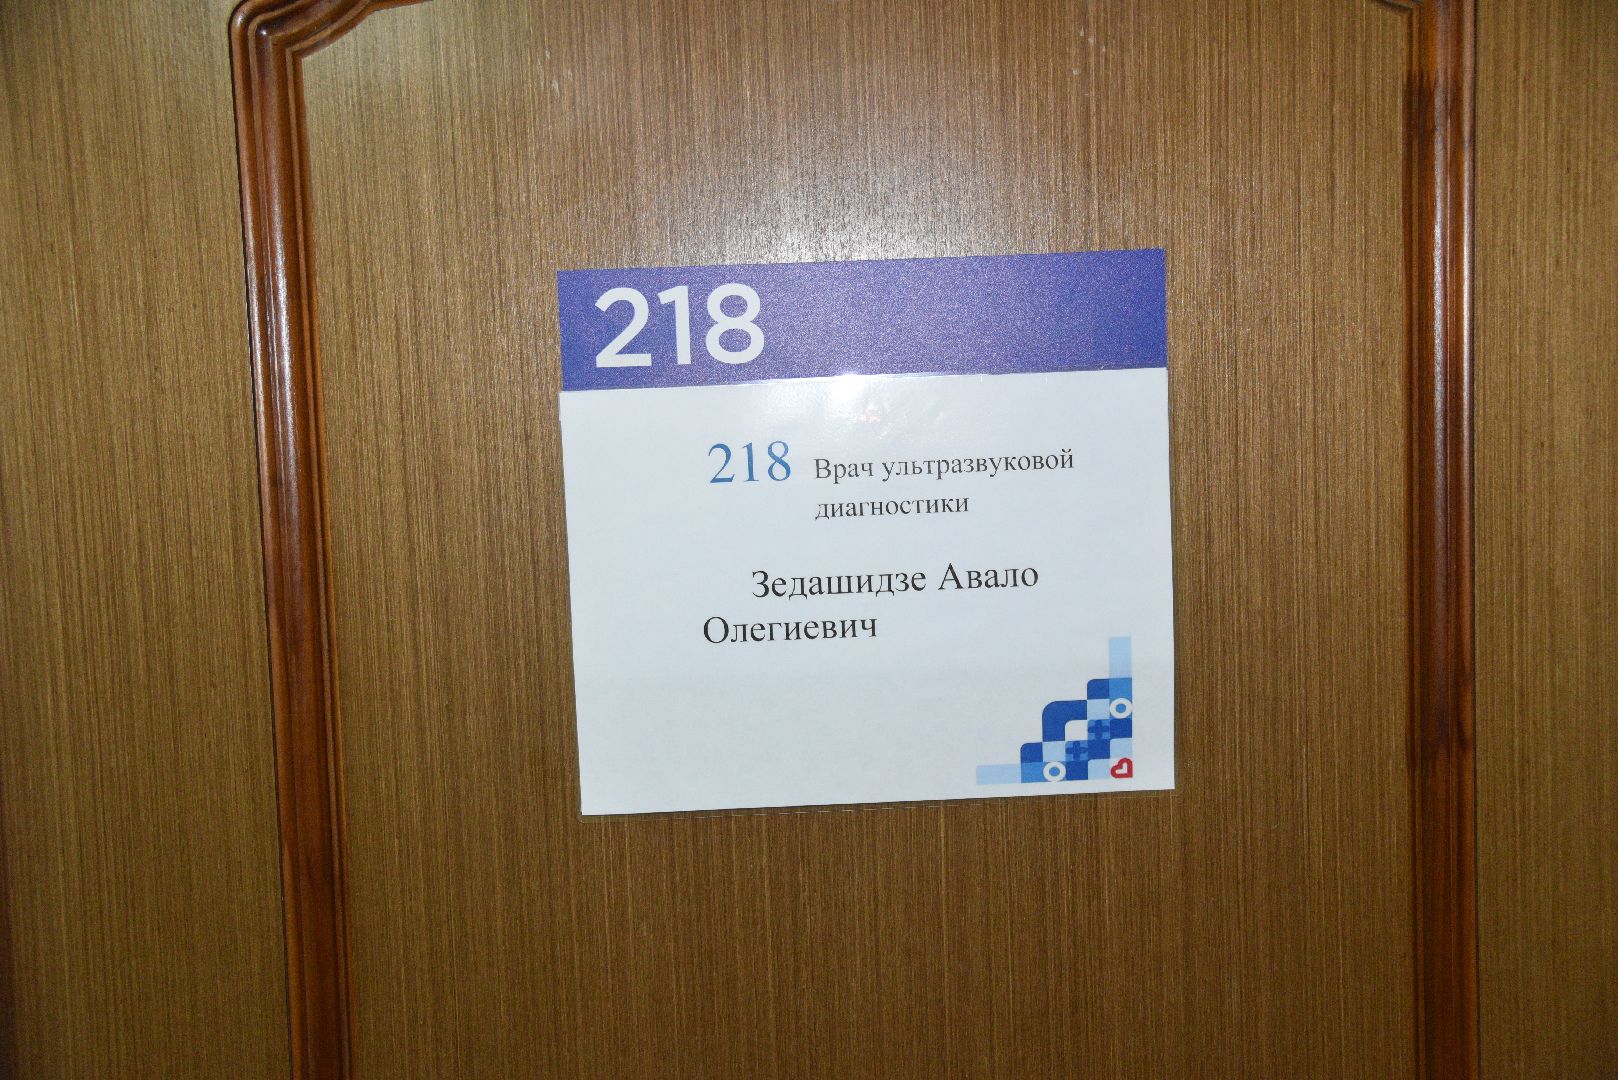 218
218 Врач ультразвуковой
диагностики
Зедашидзе Авало
Олегиевич